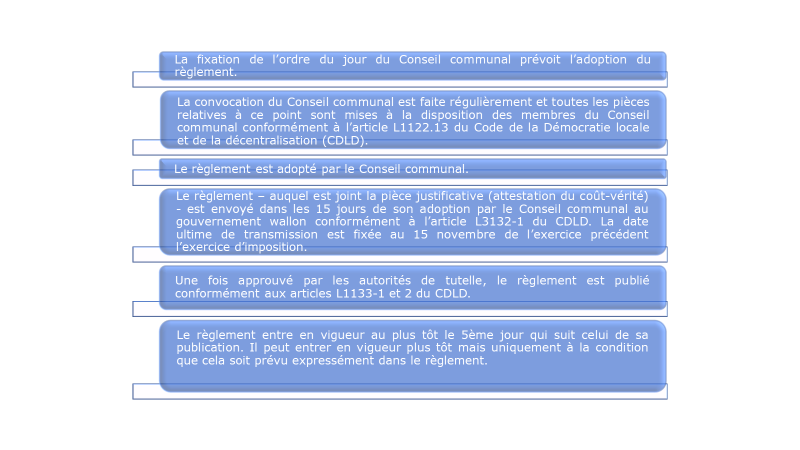 La fixation de l’ordre du jour du Conseil communal prévoit l’adoption du
règlement.
La convocation du Conseil communal est faite régulièrement et toutes les pièces
relatives à ce point sont mises à la disposition des membres du Conseil
communal conformément à l’article L1122.13 du Code de la Démocratie locale
et de la décentralisation (CDLD).
Le règlement est adopté par le Conseil communal.
Le règlement – auquel est joint la pièce justificative (attestation du coût-vérité)
- est envoyé dans les 15 jours de son adoption par le Conseil communal au
gouvernement wallon conformément à l’article L3132-1 du CDLD. La date
ultime de transmission est fixée au 15 novembre de l’exercice précédent
l’exercice d’imposition.
Une fois approuvé par les autorités de tutelle, le règlement est publié
conformément aux articles L1133-1 et 2 du CDLD.
Le règlement entre en vigueur au plus tôt le 5ème jour qui suit celui de sa
publication. Il peut entrer en vigueur plus tôt mais uniquement à la condition
que cela soit prévu expressément dans le règlement.